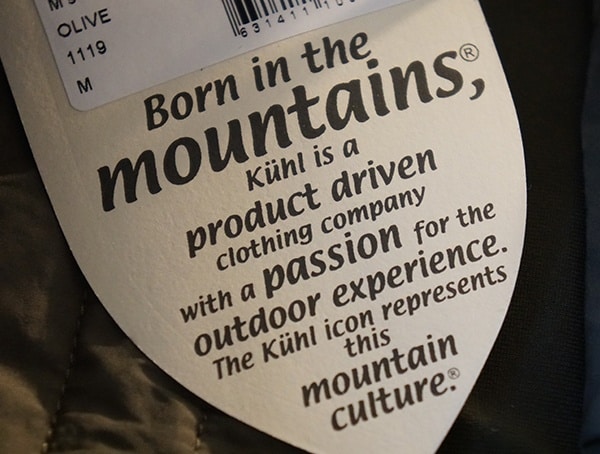 OLIVE
1119
M
Born in the
mountains,®
Kühl is a
product driven
clothing company
with a passion for the
outdoor experience.
The Kühl icon represents
this
mountain
culture.®